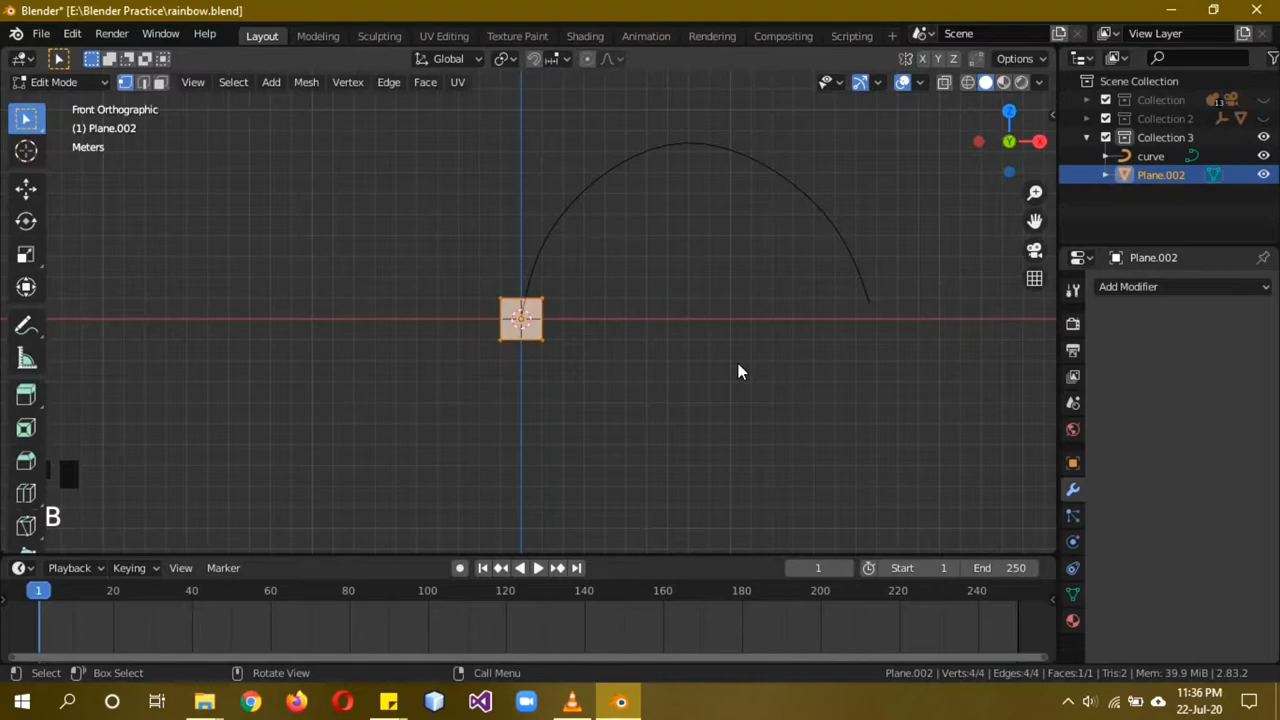 Blender* [E:\Blender Practice\rainbow.blend]
File Edit Render Window Help Layout Modeling Sculpting UV Editing Texture Paint Shading Animation Rendering Compositing Scripting + Scene View Layer
Global Options
Edit Mode View Select Add Mesh Vertex Edge Face UV
X Y Z
Front Orthographic
(1) Plane.002
Meters
Z
Y
X
Scene Collection
Collection 13
Collection 2
Collection 3
curve
Plane.002
Plane.002
Add Modifier
B
Playback Keying View Marker 1 Start 1 End 250
1 20 40 60 80 100 120 140 160 180 200 220 240
Select Box Select Rotate View Call Menu Plane.002 | Verts:4/4 | Edges:4/4 | Faces:1/1 | Tris:2 | Mem: 39.9 MiB | 2.83.2
11:36 PM
22-Jul-20